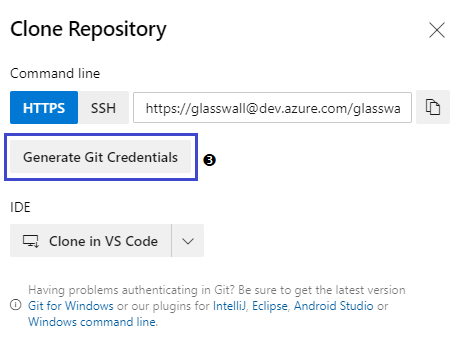 Clone Repository
Command line
HTTPS SSH https://glasswall@dev.azure.com/glasswa
Generate Git Credentials 3
IDE
Clone in VS Code
Having problems authenticating in Git? Be sure to get the latest version
Git for Windows or our plugins for IntelliJ, Eclipse, Android Studio or
Windows command line.